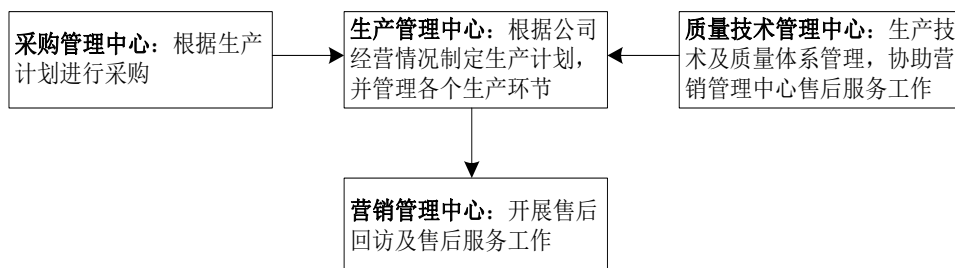 采购管理中心：根据生产
计划进行采购
生产管理中心：根据公司
经营情况制定生产计划，
并管理各个生产环节
质量技术管理中心：生产技
术及质量体系管理，协助营
销管理中心售后服务工作
营销管理中心：开展售后
回访及售后服务工作